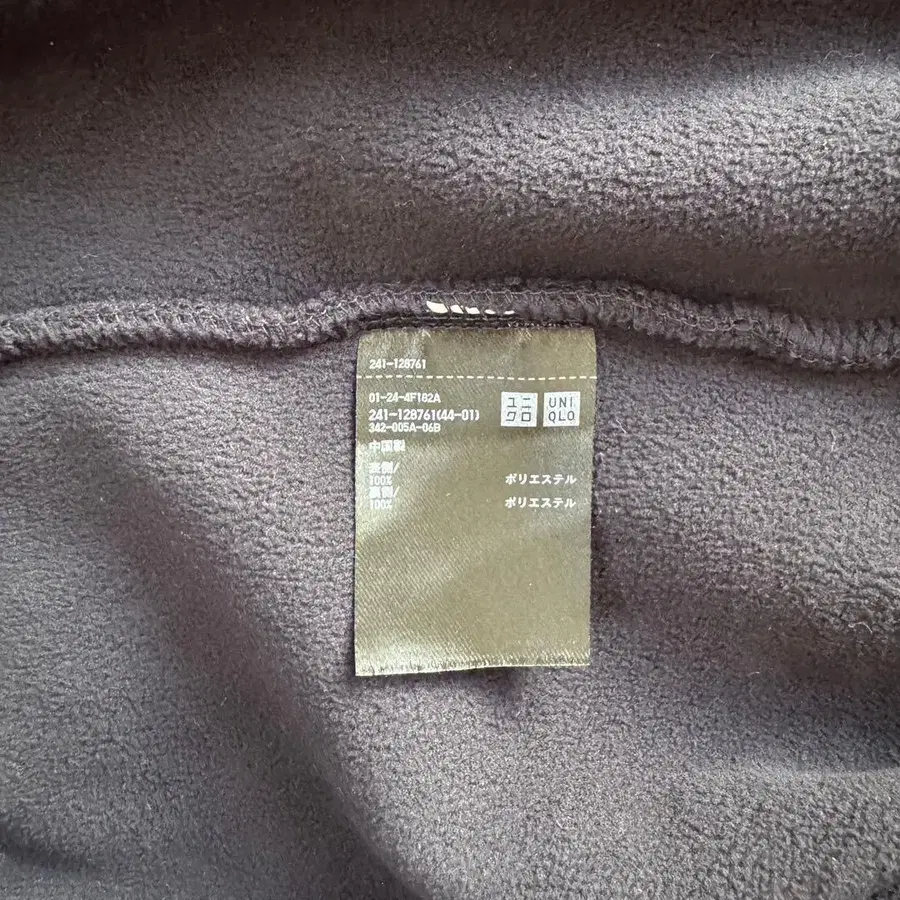 241-128761
01-24-4F182A
241-128761(44-01)
342-005A-06B
ユニクロ
UNIQLO
中国製
表側/
100% ポリエステル
裏側/
100% ポリエステル